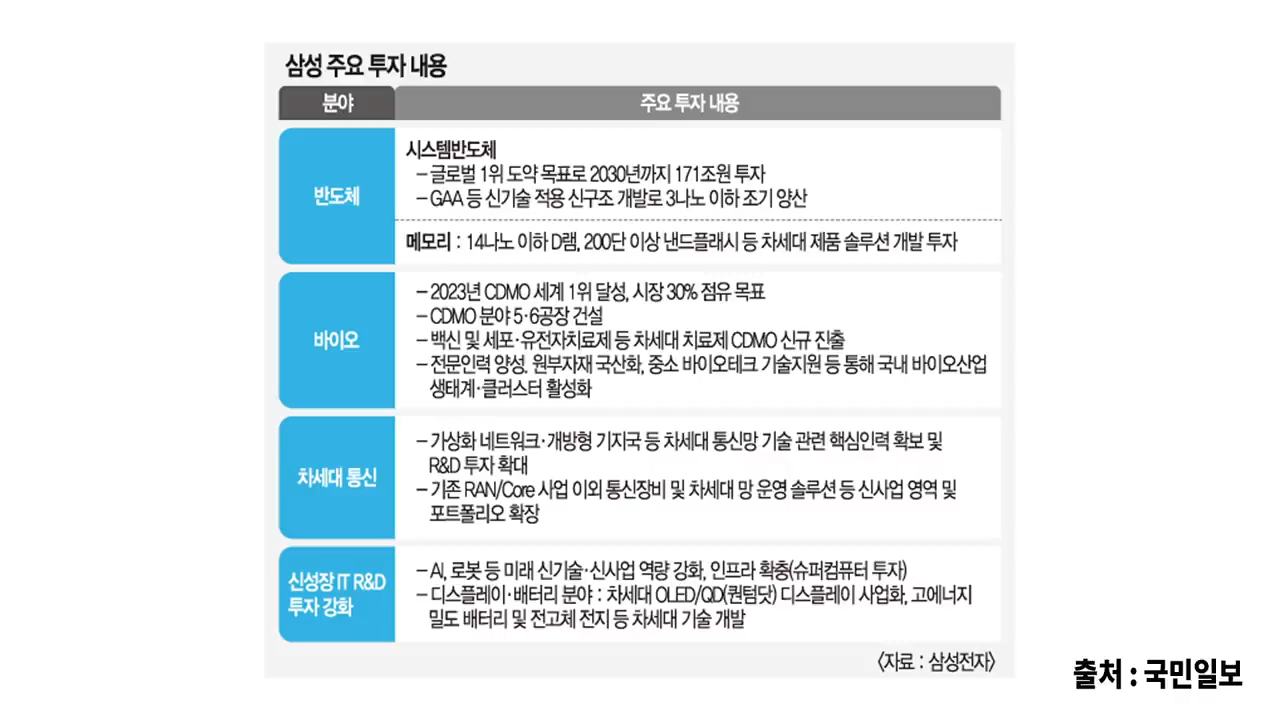 삼성 주요 투자 내용
분야
주요 투자 내용
반도체
시스템반도체
– 글로벌 1위 도약 목표로 2030년까지 171조원 투자
– GAA 등 신기술 적용 신구조 개발로 3나노 이하 조기 양산
메모리 : 14나노 이하 D램, 200단 이상 낸드플래시 등 차세대 제품 솔루션 개발 투자
바이오
– 2023년 CDMO 세계 1위 달성, 시장 30% 점유 목표
– CDMO 분야 5·6공장 건설
– 백신 및 세포·유전자치료제 등 차세대 치료제 CDMO 신규 진출
– 전문인력 양성, 원부자재 국산화, 중소 바이오테크 기술지원 등 통해 국내 바이오산업
생태계·클러스터 활성화
차세대 통신
– 가상화 네트워크·개방형 기지국 등 차세대 통신망 기술 관련 핵심인력 확보 및
R&D 투자 확대
– 기존 RAN/Core 사업 이외 통신장비 및 차세대 망 운영 솔루션 등 신사업 영역 및
포트폴리오 확장
신성장 IT R&D
투자 강화
– AI, 로봇 등 미래 신기술·신사업 역량 강화, 인프라 확충(슈퍼컴퓨터 투자)
– 디스플레이·배터리 분야 : 차세대 OLED/QD(퀀텀닷) 디스플레이 사업화, 고에너지
밀도 배터리 및 전고체 전지 등 차세대 기술 개발
〈자료 : 삼성전자〉
출처 : 국민일보